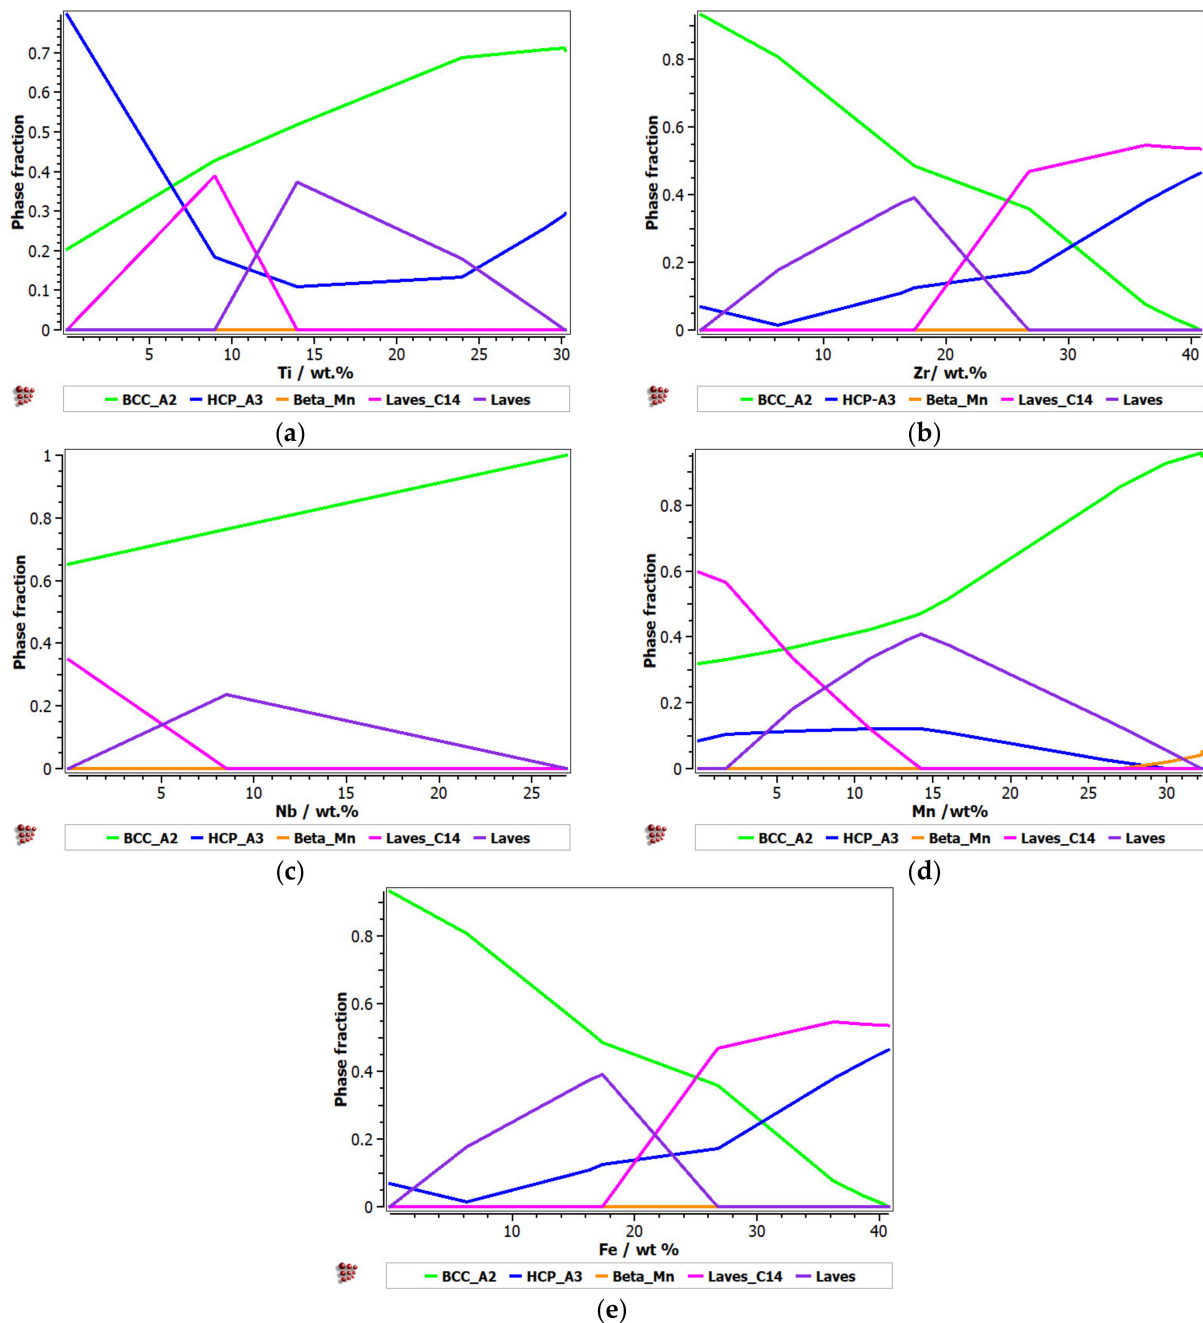 Phase fraction
0.7
0.6
0.5
0.4
0.3
0.2
0.1
0
5 10 15 20 25 30
Ti / wt.%
BCC_A2 HCP_A3 Beta_Mn Laves_C14 Laves
(a)
Phase fraction
0.8
0.6
0.4
0.2
0
10 20 30 40
Zr/ wt.%
BCC_A2 HCP-A3 Beta_Mn Laves_C14 Laves
(b)
Phase fraction
1
0.8
0.6
0.4
0.2
0
5 10 15 20 25
Nb / wt.%
BCC_A2 HCP_A3 Beta_Mn Laves_C14 Laves
(c)
Phase fraction
0.8
0.6
0.4
0.2
0
5 10 15 20 25 30
Mn /wt%
BCC_A2 HCP_A3 Beta_Mn Laves_C14 Laves
(d)
Phase fraction
0.8
0.6
0.4
0.2
0
10 20 30 40
Fe / wt %
BCC_A2 HCP_A3 Beta_Mn Laves_C14 Laves
(e)